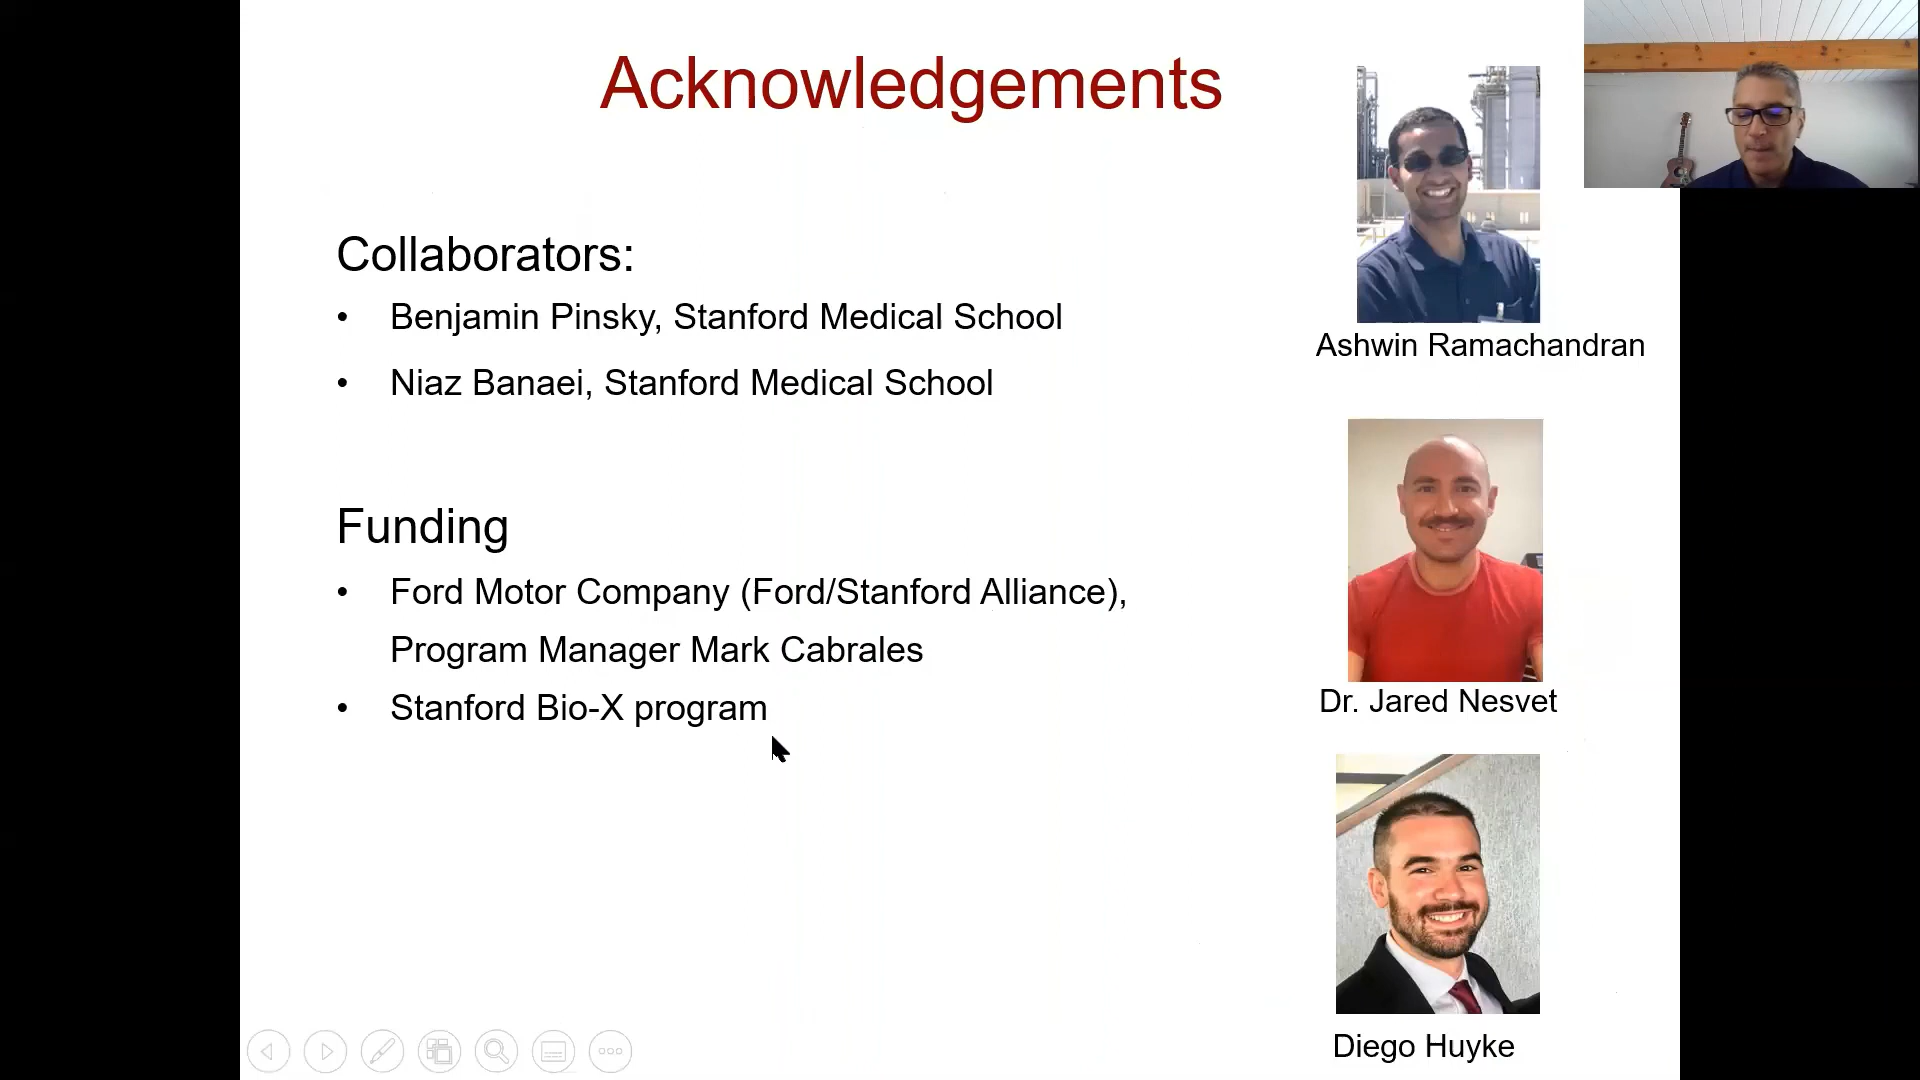 Acknowledgements
Collaborators:
• Benjamin Pinsky, Stanford Medical School
• Niaz Banaei, Stanford Medical School
Funding
• Ford Motor Company (Ford/Stanford Alliance),
Program Manager Mark Cabrales
• Stanford Bio-X program
Ashwin Ramachandran
Dr. Jared Nesvet
Diego Huyke